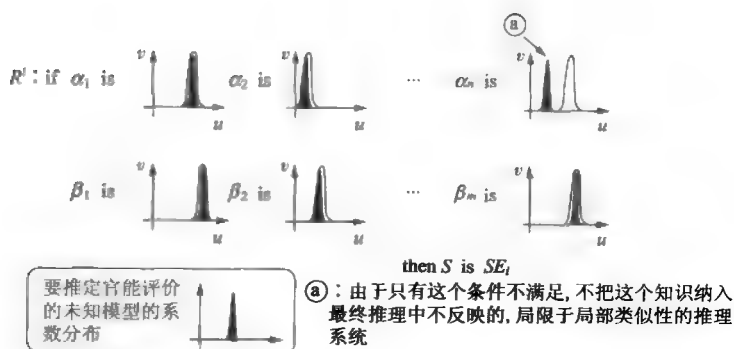 ⓐ
R^l：if α₁ is v u α₂ is v u … αₙ is v u
β₁ is v u β₂ is v u … βₘ is v u
then S is SEₗ
要推定官能评价
的未知模型的系
数分布
ⓐ：由于只有这个条件不满足,不把这个知识纳入
最终推理中不反映的,局限于局部类似性的推理
系统